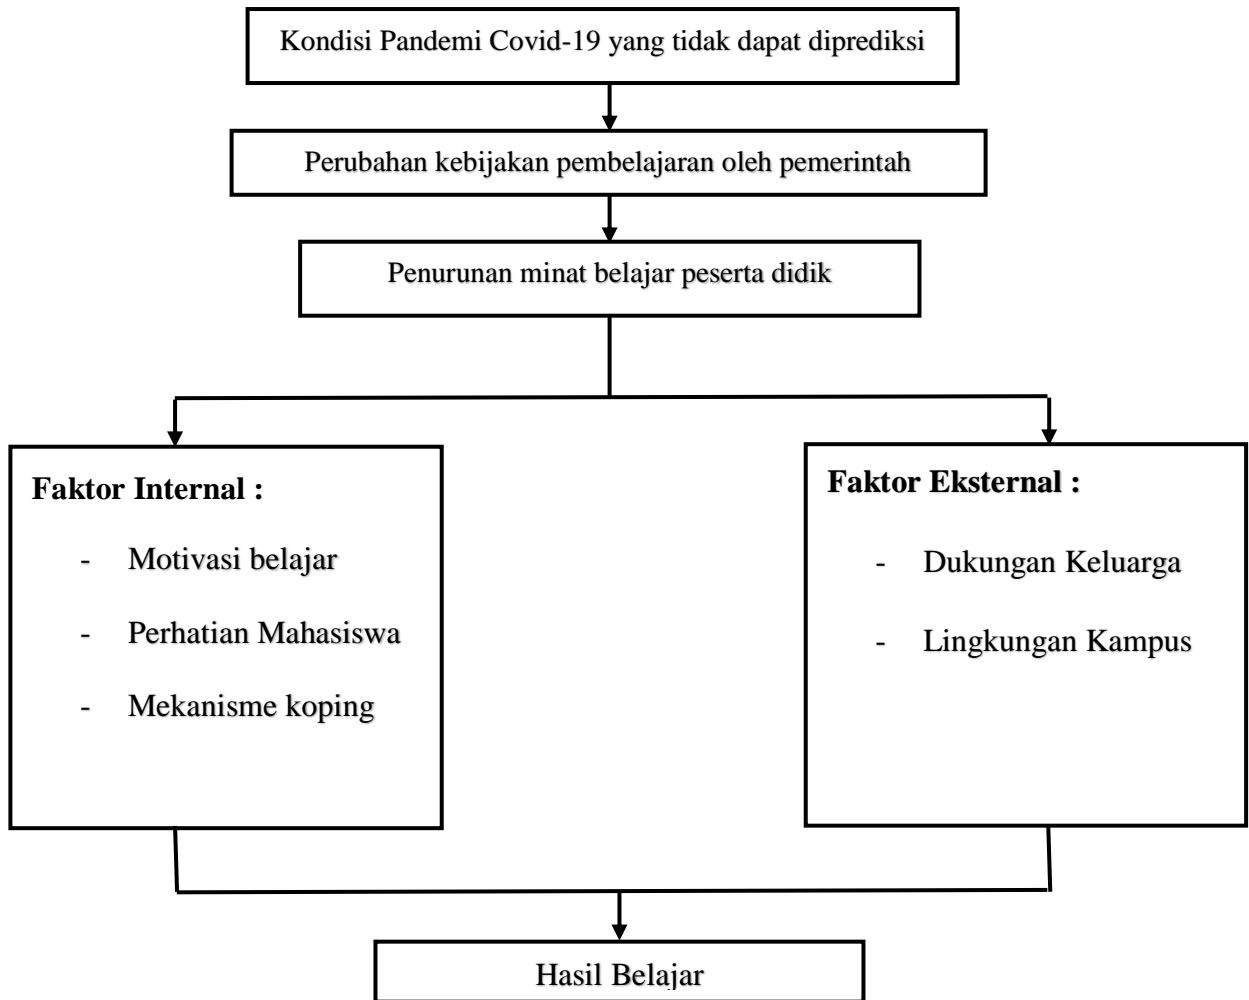 Kondisi Pandemi Covid-19 yang tidak dapat diprediksi
Perubahan kebijakan pembelajaran oleh pemerintah
Penurunan minat belajar peserta didik
Faktor Internal :
- Motivasi belajar
- Perhatian Mahasiswa
- Mekanisme koping
Faktor Eksternal :
- Dukungan Keluarga
- Lingkungan Kampus
Hasil Belajar